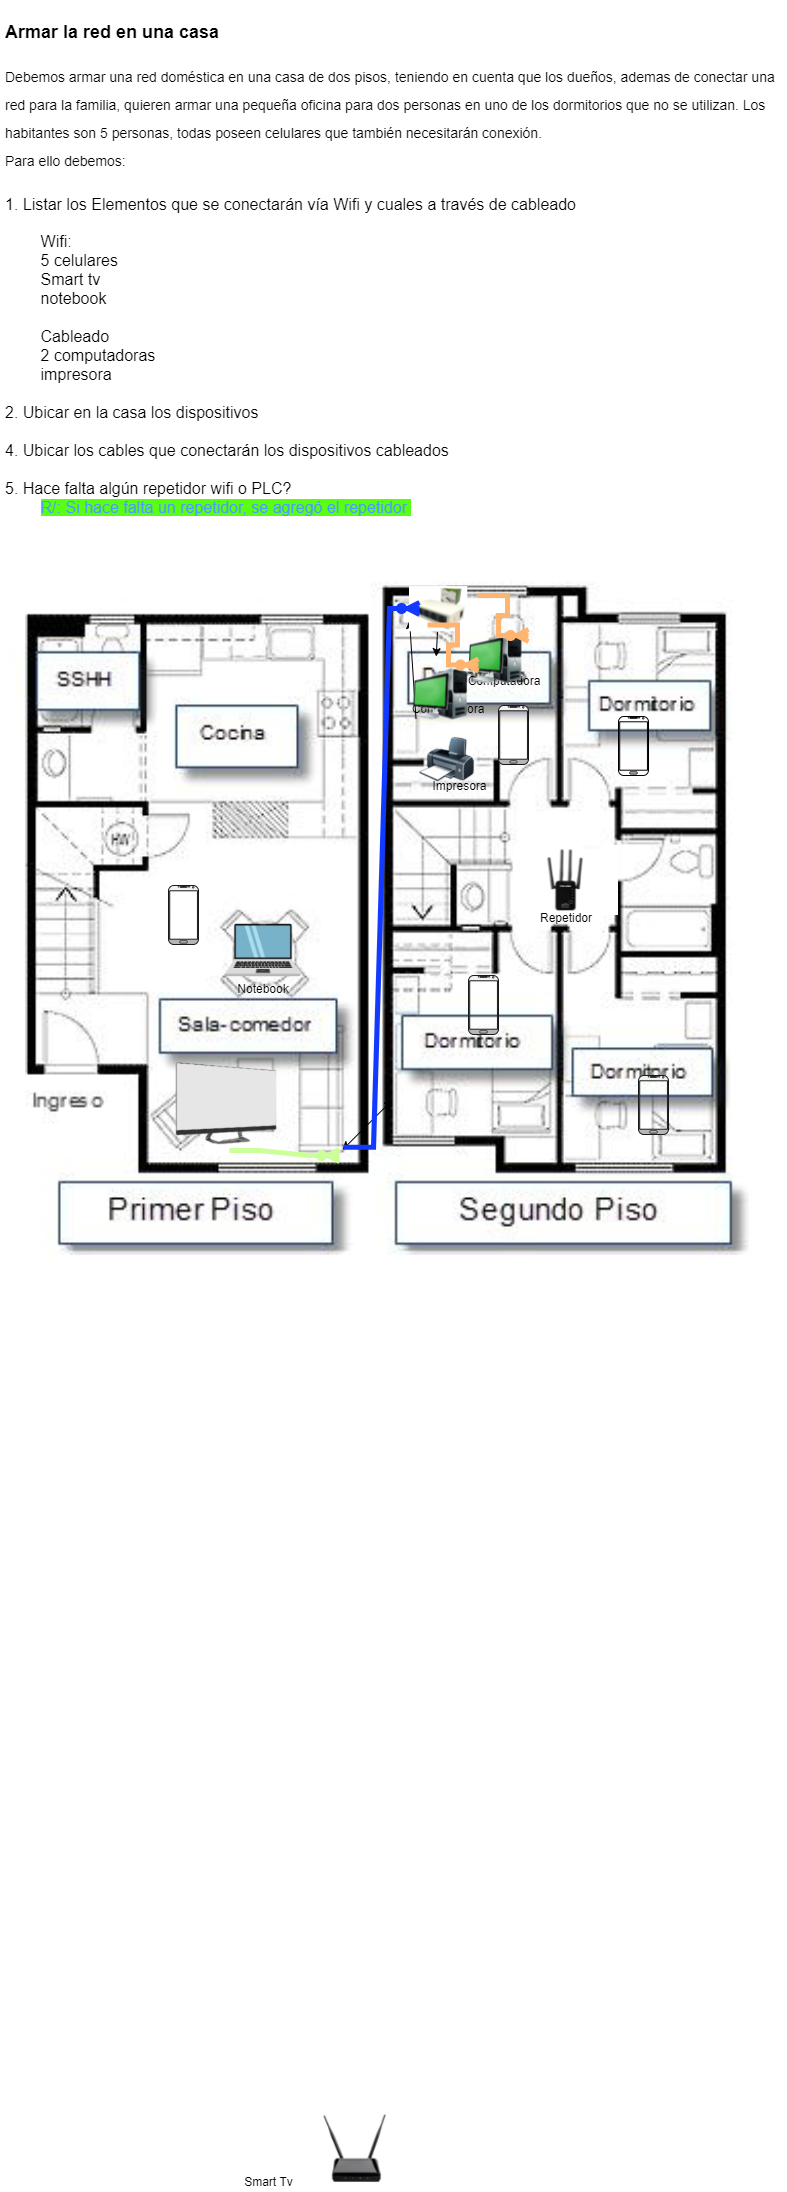 Armar la red en una casa
Debemos armar una red doméstica en una casa de dos pisos, teniendo en cuenta que los dueños, ademas de conectar una
red para la familia, quieren armar una pequeña oficina para dos personas en uno de los dormitorios que no se utilizan. Los
habitantes son 5 personas, todas poseen celulares que también necesitarán conexión.
Para ello debemos:
1. Listar los Elementos que se conectarán vía Wifi y cuales a través de cableado
Wifi:
5 celulares
Smart tv
notebook
Cableado
2 computadoras
impresora
2. Ubicar en la casa los dispositivos
4. Ubicar los cables que conectarán los dispositivos cableados
5. Hace falta algún repetidor wifi o PLC?
R/: Si hace falta un repetidor, se agregó el repetidor
SSHH
Cocina
HW
Notebook
Sala-comedor
Ingreso
Primer Piso
Computadora
Dormitorio
Impresora
Repetidor
Dormitorio
Dormitorio
Segundo Piso
Smart Tv